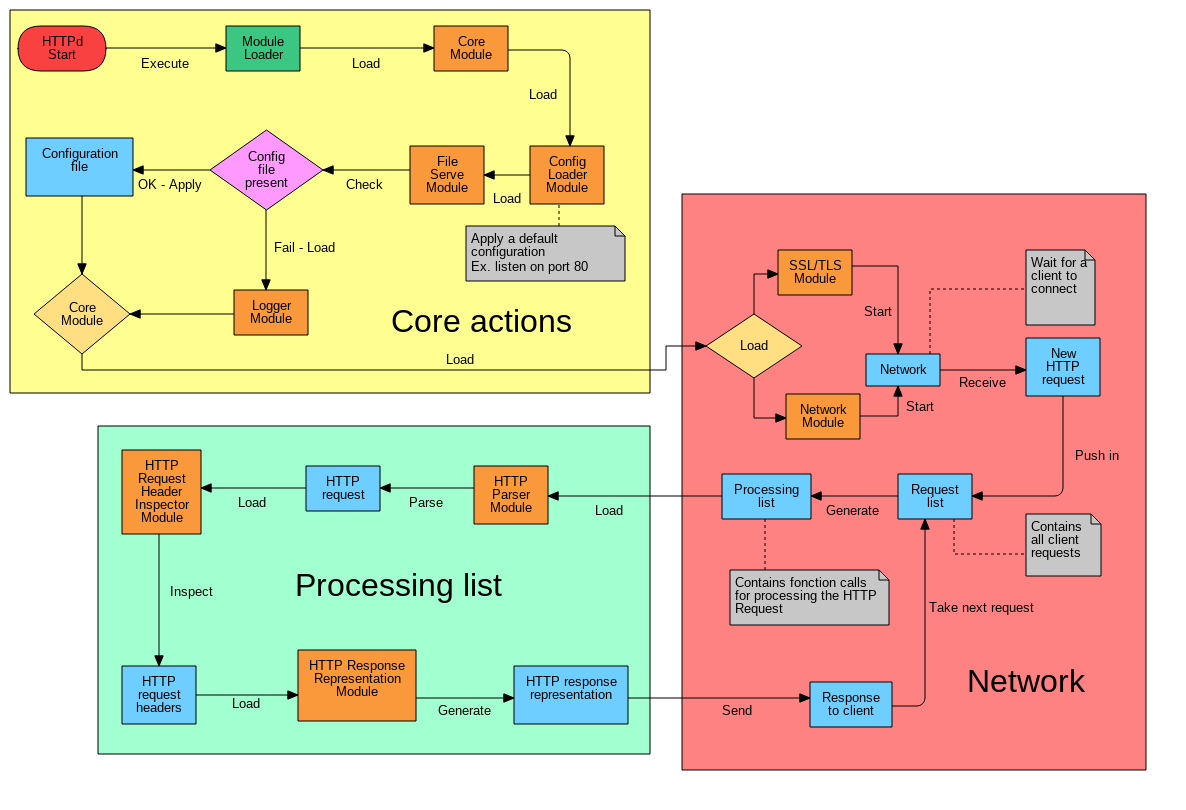 HTTPd
Start
Execute
Module
Loader
Load
Core
Module
Load
Configuration
file
OK - Apply
Config
file
present
Check
File
Serve
Module
Load
Config
Loader
Module
Apply a default
configuration
Ex. listen on port 80
Fail - Load
Core
Module
Logger
Module
Core actions
Load
Load
SSL/TLS
Module
Start
Wait for a
client to
connect
Network
Receive
New
HTTP
request
Network
Module
Start
Push in
Processing
list
Generate
Request
list
Contains
all client
requests
Contains fonction calls
for processing the HTTP
Request
Take next request
Network
Response
to client
Load
HTTP
Parser
Module
Parse
HTTP
request
Load
HTTP
Request
Header
Inspector
Module
Inspect
Processing list
HTTP
request
headers
Load
HTTP Response
Representation
Module
Generate
HTTP response
representation
Send